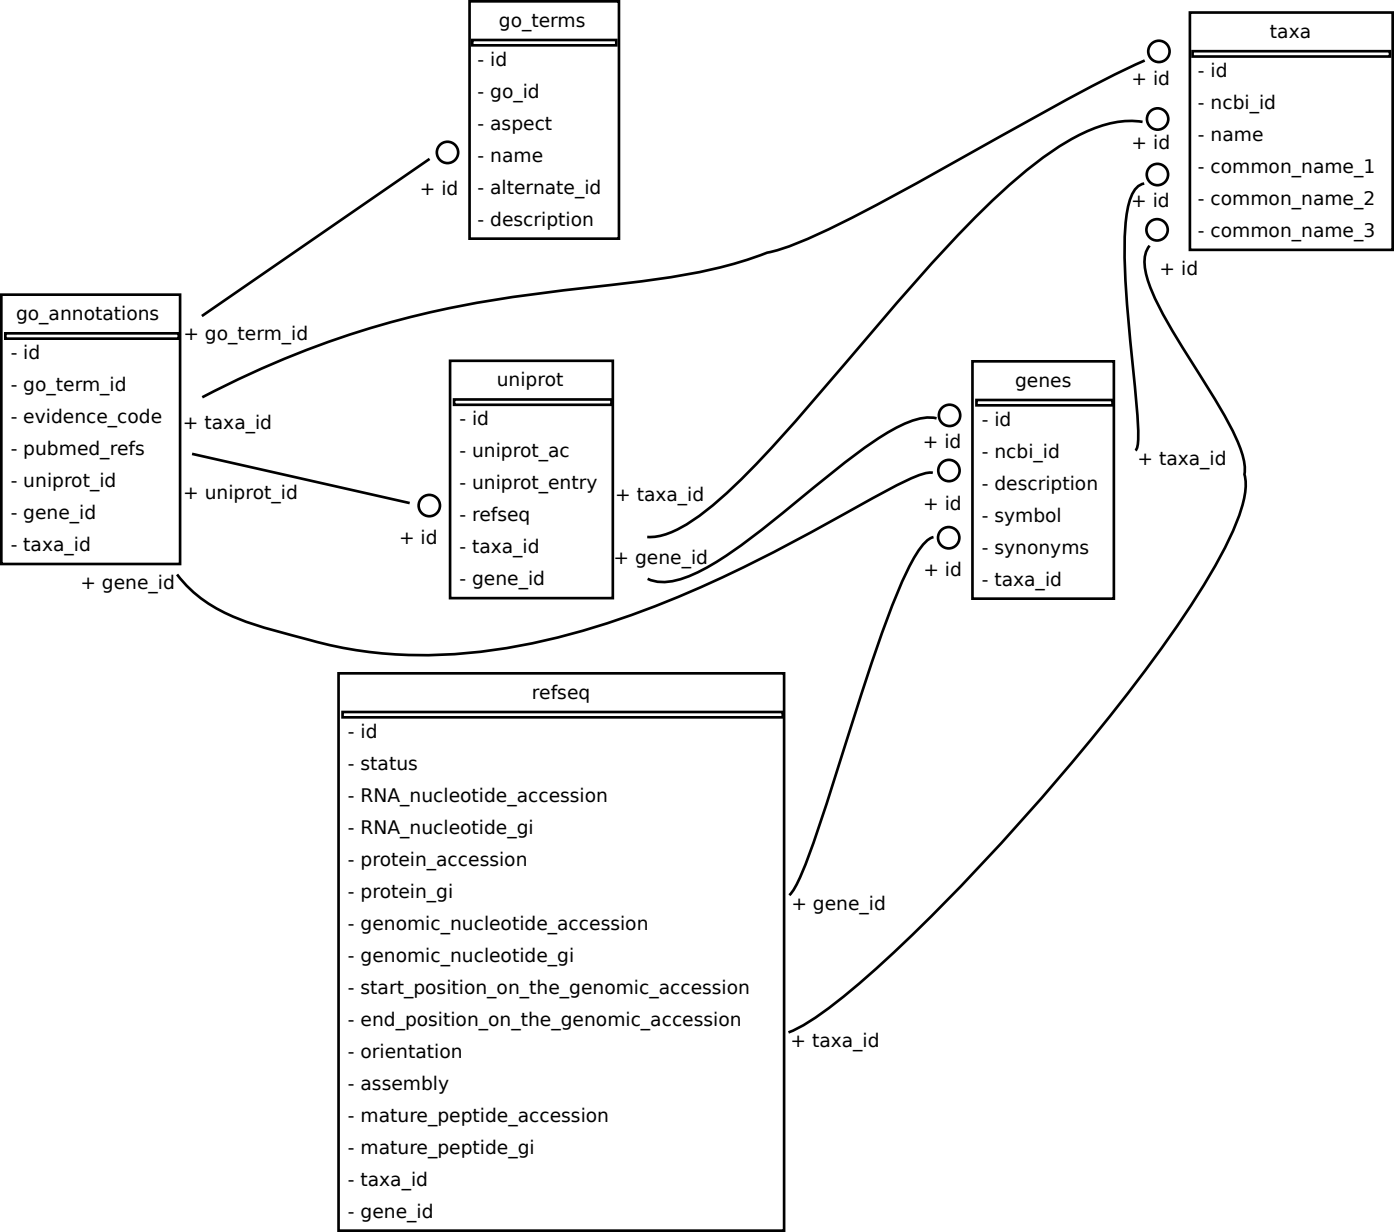 go_terms
- id
- go_id
- aspect
- name
- alternate_id
- description
+ id
taxa
- id
- ncbi_id
- name
- common_name_1
- common_name_2
- common_name_3
+ id
+ id
+ id
+ id
go_annotations
- id
- go_term_id
- evidence_code
- pubmed_refs
- uniprot_id
- gene_id
- taxa_id
+ go_term_id
+ taxa_id
+ uniprot_id
+ gene_id
+ id
uniprot
- id
- uniprot_ac
- uniprot_entry
- refseq
- taxa_id
- gene_id
+ taxa_id
+ gene_id
+ id
+ id
+ id
genes
- id
- ncbi_id
- description
- symbol
- synonyms
- taxa_id
+ taxa_id
refseq
- id
- status
- RNA_nucleotide_accession
- RNA_nucleotide_gi
- protein_accession
- protein_gi
- genomic_nucleotide_accession
- genomic_nucleotide_gi
- start_position_on_the_genomic_accession
- end_position_on_the_genomic_accession
- orientation
- assembly
- mature_peptide_accession
- mature_peptide_gi
- taxa_id
- gene_id
+ gene_id
+ taxa_id